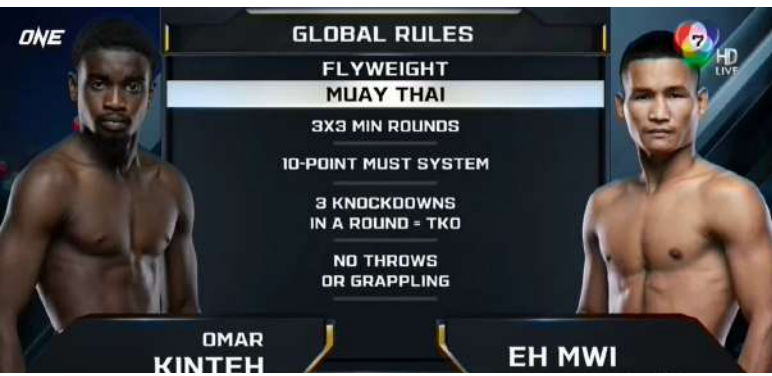 ONE
GLOBAL RULES
7
HD
LIVE
FLYWEIGHT
MUAY THAI
3X3 MIN ROUNDS
10-POINT MUST SYSTEM
3 KNOCKDOWNS
IN A ROUND = TKO
NO THROWS
OR GRAPPLING
OMAR
KINTEH
EH MWI